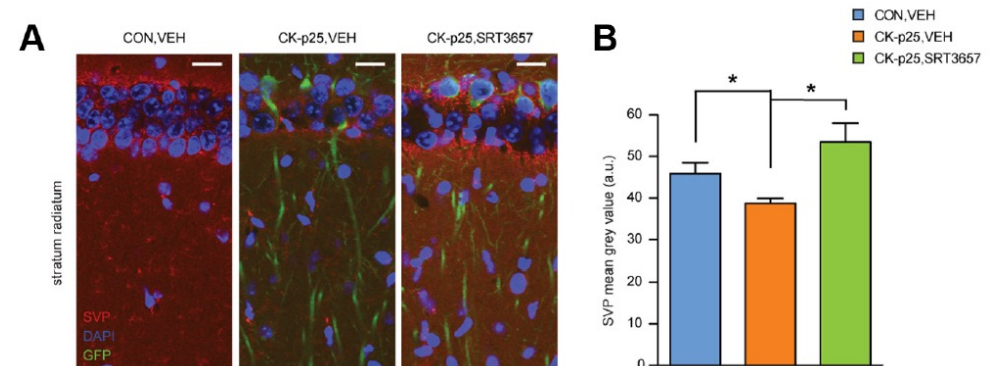 A
CON,VEH
CK-p25,VEH
CK-p25,SRT3657
stratum radiatum
SVP
DAPI
GFP
B
CON,VEH
CK-p25,VEH
CK-p25,SRT3657
SVP mean grey value (a.u.)
60
50
40
30
20
10
0
*
*